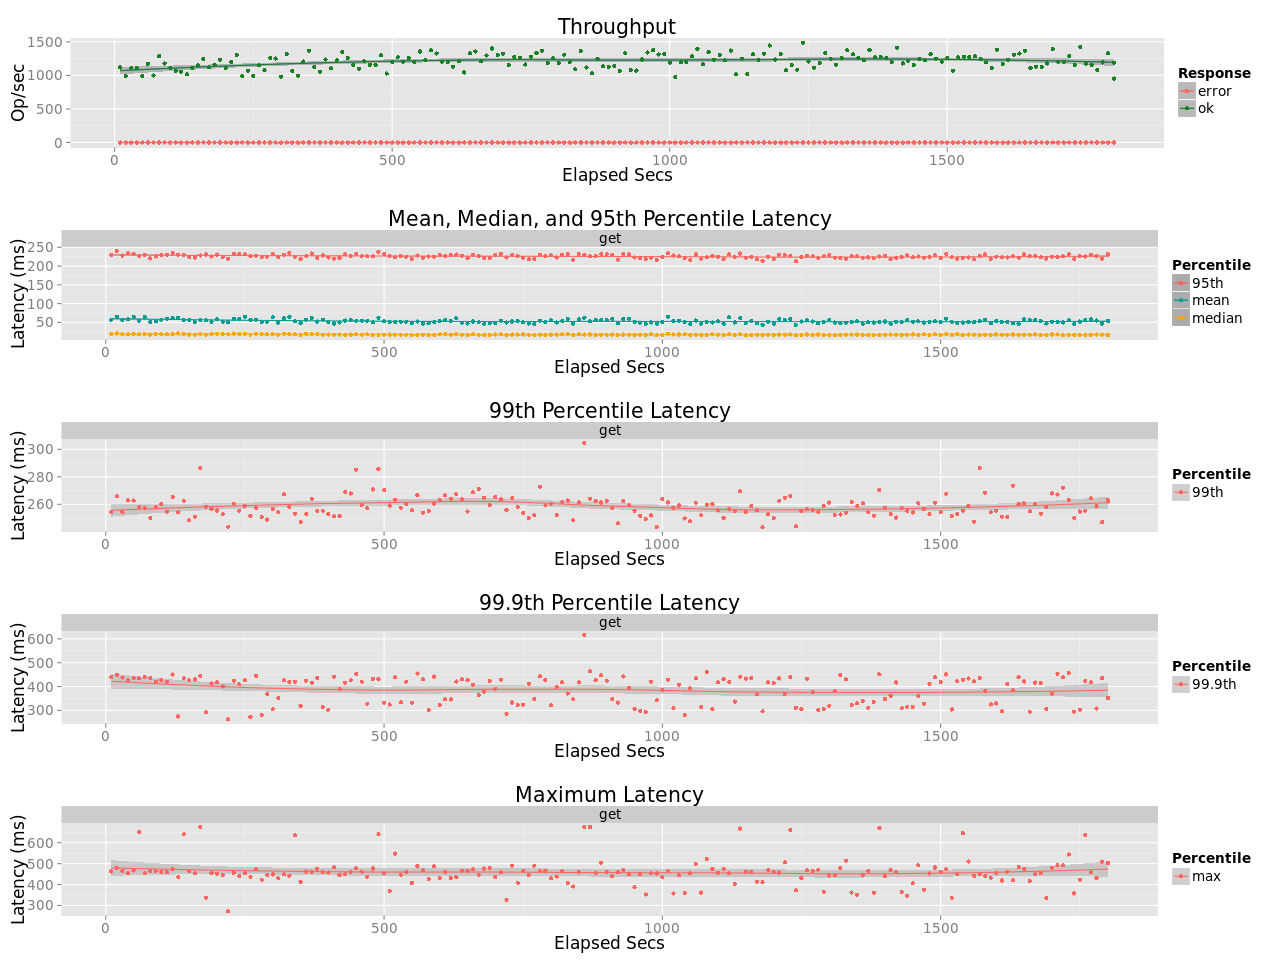 Throughput
1500
1000
500
0
Op/sec
0 500 1000 1500
Elapsed Secs
Response
error
ok
Mean, Median, and 95th Percentile Latency
get
250
200
150
100
50
Latency (ms)
0 500 1000 1500
Elapsed Secs
Percentile
95th
mean
median
99th Percentile Latency
get
300
280
260
Latency (ms)
0 500 1000 1500
Elapsed Secs
Percentile
99th
99.9th Percentile Latency
get
600
500
400
300
Latency (ms)
0 500 1000 1500
Elapsed Secs
Percentile
99.9th
Maximum Latency
get
600
500
400
300
Latency (ms)
0 500 1000 1500
Elapsed Secs
Percentile
max